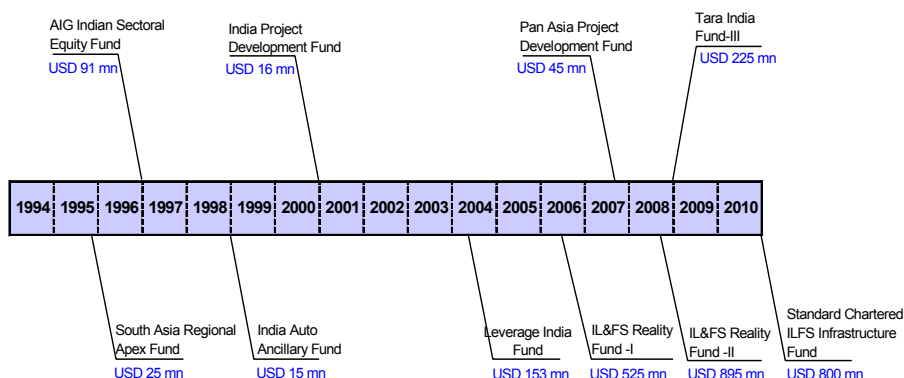 AIG Indian Sectoral
Equity Fund
USD 91 mn
India Project
Development Fund
USD 16 mn
Pan Asia Project
Development Fund
USD 45 mn
Tara India
Fund-III
USD 225 mn
1994 1995 1996 1997 1998 1999 2000 2001 2002 2003 2004 2005 2006 2007 2008 2009 2010
South Asia Regional
Apex Fund
USD 25 mn
India Auto
Ancillary Fund
USD 15 mn
Leverage India
Fund
USD 153 mn
IL&FS Reality
Fund -I
USD 525 mn
IL&FS Reality
Fund -II
USD 895 mn
Standard Chartered
ILFS Infrastructure
Fund
USD 800 mn